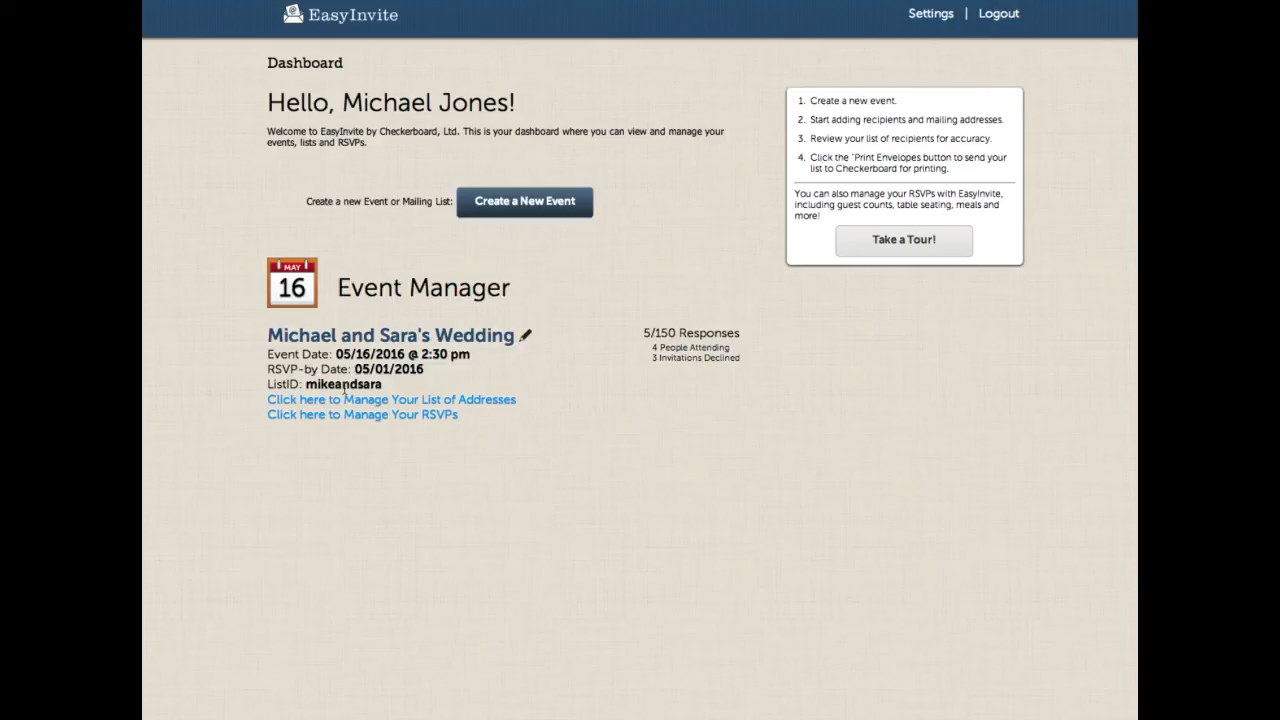 EasyInvite
Settings | Logout
Dashboard
Hello, Michael Jones!
Welcome to EasyInvite by Checkerboard, Ltd. This is your dashboard where you can view and manage your
events, lists and RSVPs.
Create a new Event or Mailing List: Create a New Event
1. Create a new event.
2. Start adding recipients and mailing addresses.
3. Review your list of recipients for accuracy.
4. Click the "Print Envelopes button to send your
list to Checkerboard for printing.
You can also manage your RSVPs with EasyInvite,
including guest counts, table seating, meals and
more!
Take a Tour!
MAY
16
Event Manager
Michael and Sara's Wedding
Event Date: 05/16/2016 @ 2:30 pm
RSVP-by Date: 05/01/2016
ListID: mikeandsara
Click here to Manage Your List of Addresses
Click here to Manage Your RSVPs
5/150 Responses
4 People Attending
3 Invitations Declined